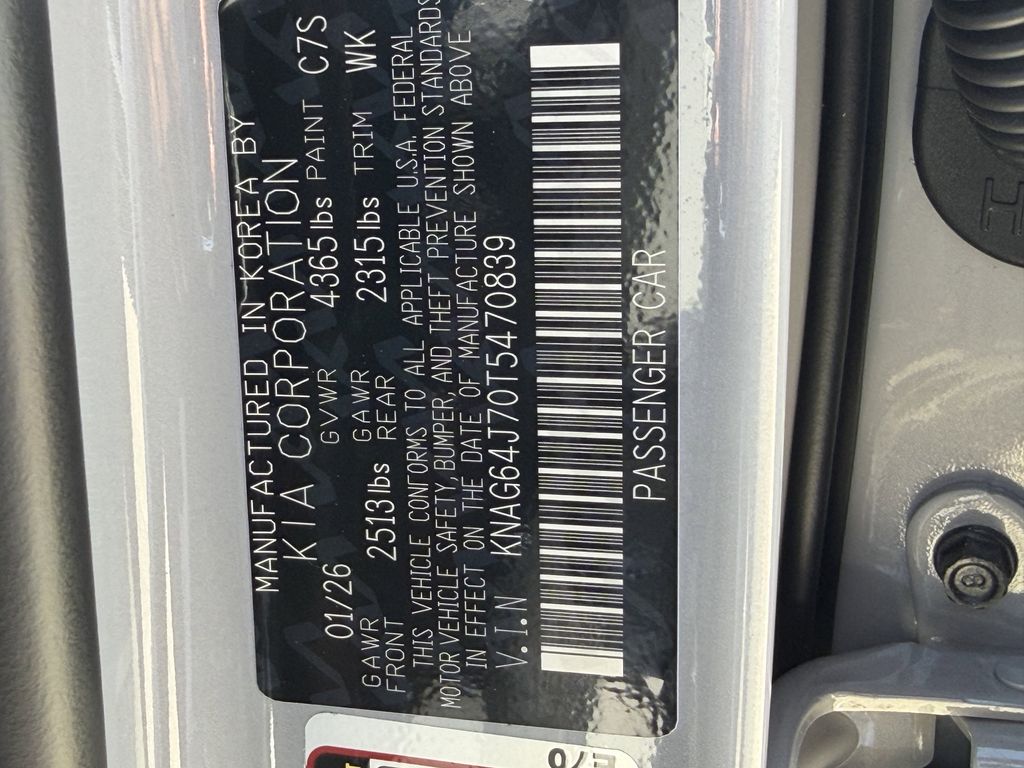 MANUFACTURED IN KOREA BY
KIA CORPORATION
01/26 GVWR 4365lbs PAINT C7S
GAWR FRONT 2513lbs GAWR REAR 2315lbs TRIM WK
THIS VEHICLE CONFORMS TO ALL APPLICABLE U.S.A. FEDERAL
MOTOR VEHICLE SAFETY, BUMPER, AND THEFT PREVENTION STANDARDS
IN EFFECT ON THE DATE OF MANUFACTURE SHOWN ABOVE
V.I.N KNAG64J70T5470839
PASSENGER CAR
H
8